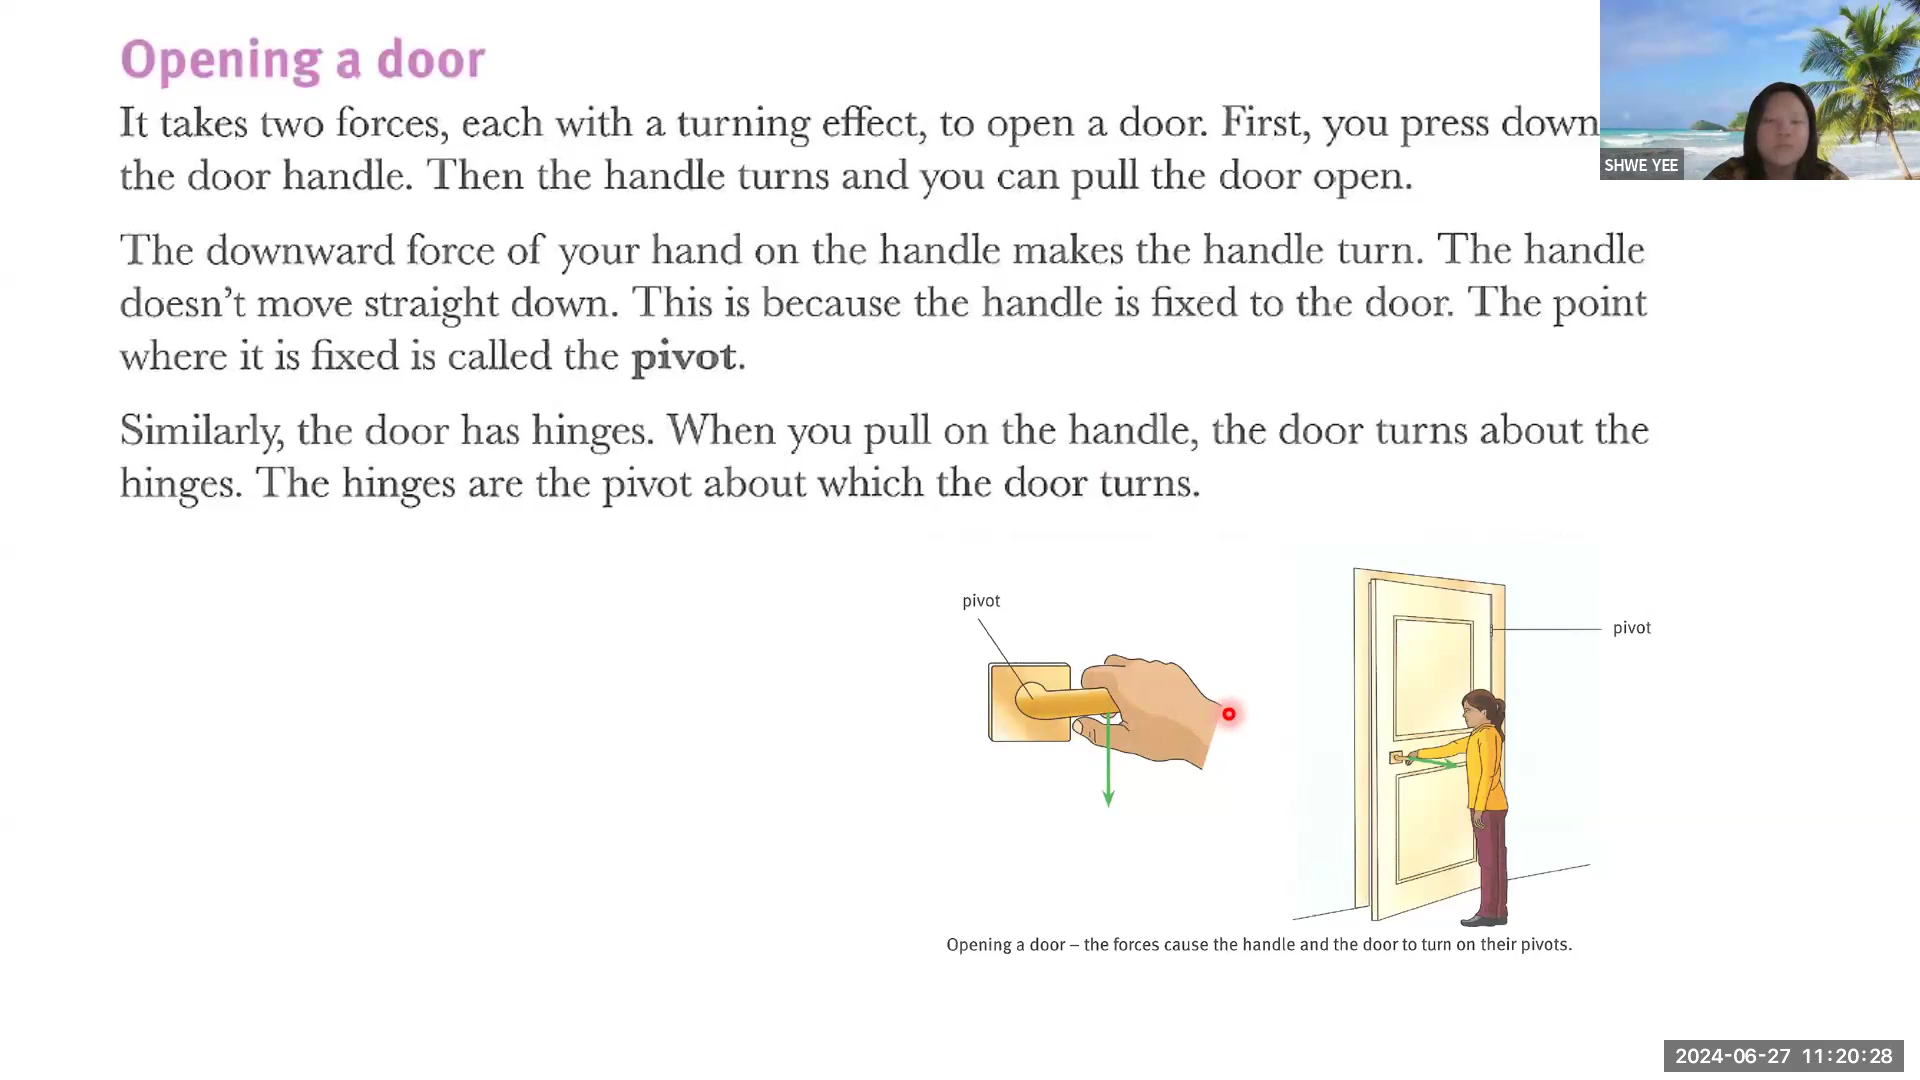 Opening a door
It takes two forces, each with a turning effect, to open a door. First, you press down
the door handle. Then the handle turns and you can pull the door open.
The downward force of your hand on the handle makes the handle turn. The handle
doesn’t move straight down. This is because the handle is fixed to the door. The point
where it is fixed is called the pivot.
Similarly, the door has hinges. When you pull on the handle, the door turns about the
hinges. The hinges are the pivot about which the door turns.
pivot
pivot
Opening a door – the forces cause the handle and the door to turn on their pivots.
SHWE YEE
2024-06-27 11:20:28